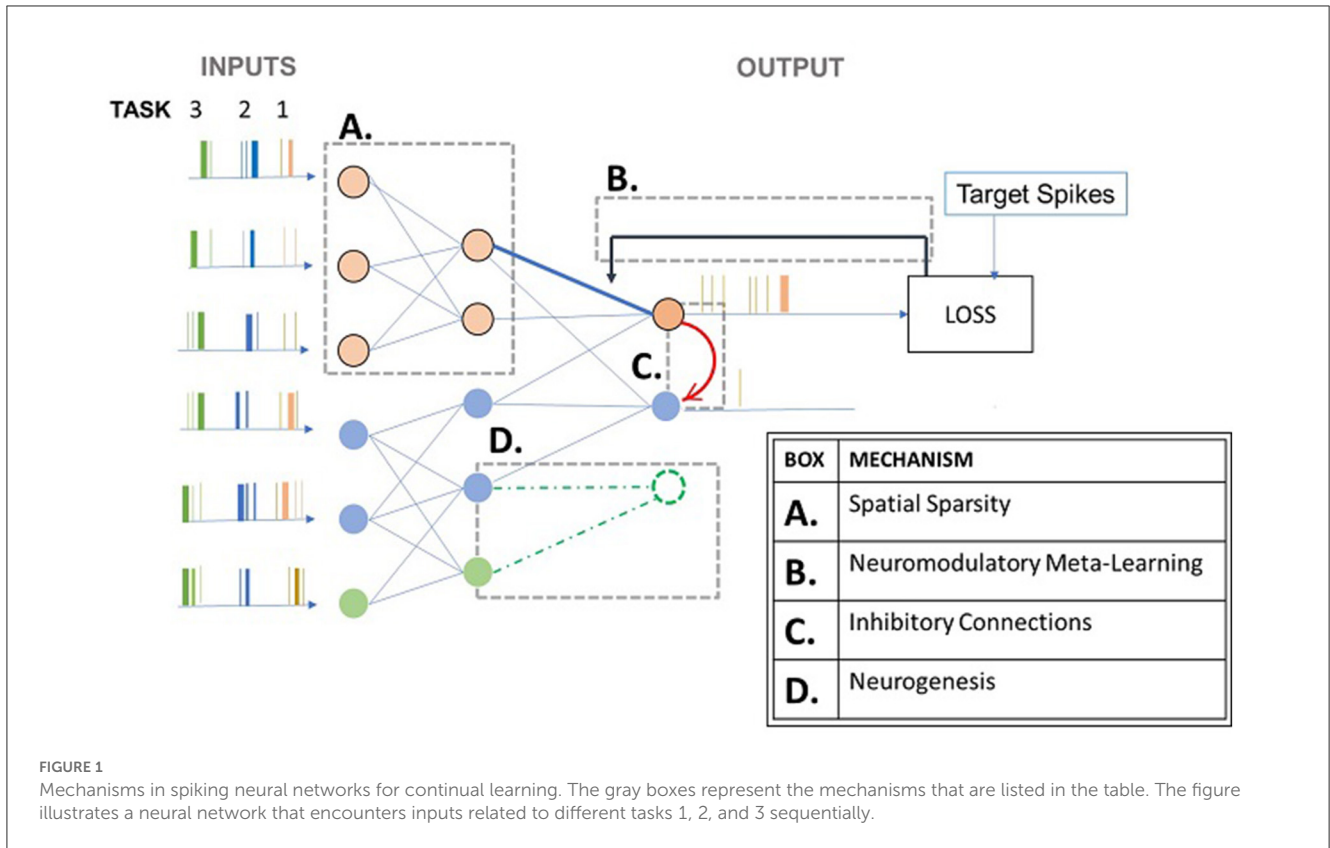 INPUTS
OUTPUT
TASK 3 2 1
A.
B.
Target Spikes
LOSS
C.
D.
BOX MECHANISM
A. Spatial Sparsity
B. Neuromodulatory Meta-Learning
C. Inhibitory Connections
D. Neurogenesis
FIGURE 1
Mechanisms in spiking neural networks for continual learning. The gray boxes represent the mechanisms that are listed in the table. The figure
illustrates a neural network that encounters inputs related to different tasks 1, 2, and 3 sequentially.